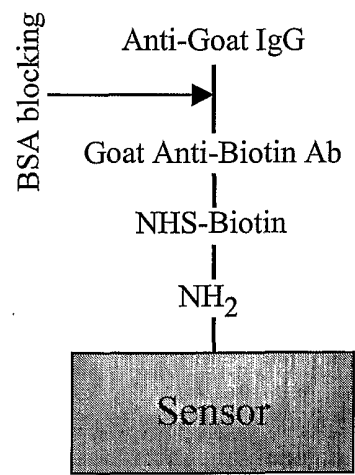 Anti-Goat IgG
BSA blocking
Goat Anti-Biotin Ab
NHS-Biotin
NH2
Sensor